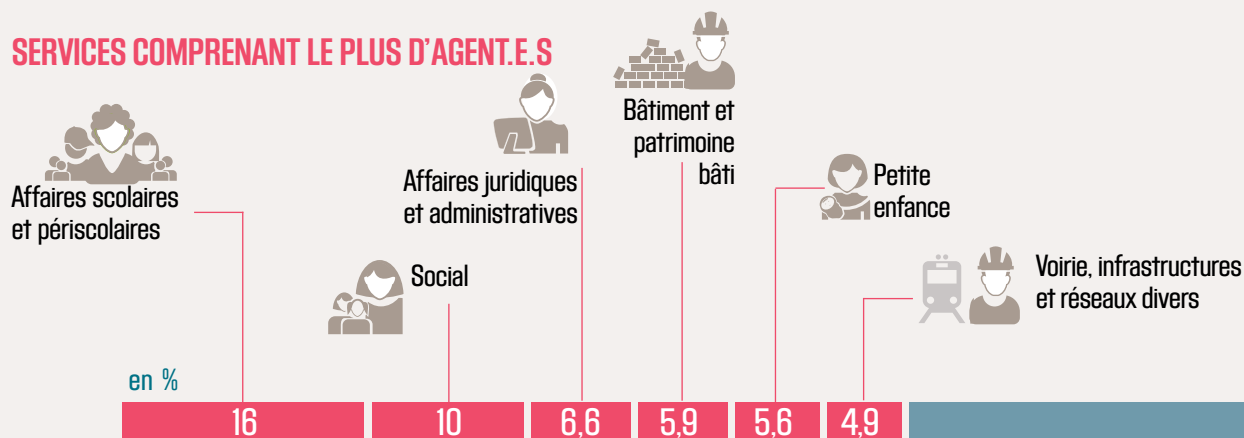 SERVICES COMPRENANT LE PLUS D'AGENT.E.S
Affaires scolaires
et périscolaires
Social
Affaires juridiques
et administratives
Bâtiment et
patrimoine
bâti
Petite
enfance
Voirie, infrastructures
et réseaux divers
en %
16
10
6,6
5,9
5,6
4,9